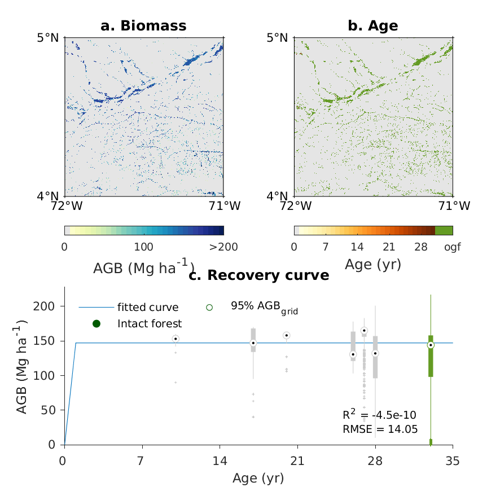 a. Biomass
b. Age
5°N
4°N
72°W
71°W
5°N
4°N
72°W
71°W
0
100
>200
AGB (Mg ha⁻¹)
0
7
14
21
28
ogf
Age (yr)
c. Recovery curve
fitted curve
95% AGB_grid
Intact forest
200
150
100
50
0
AGB (Mg ha⁻¹)
R² = -4.5e-10
RMSE = 14.05
0
7
14
21
28
35
Age (yr)